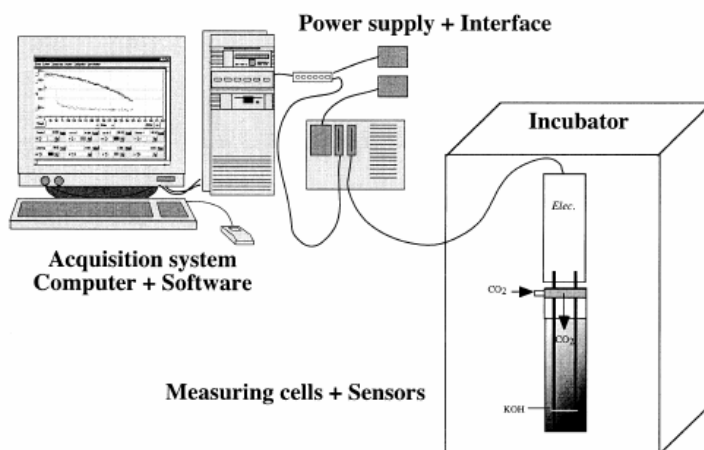 Power supply + Interface
Incubator
Elec.
Acquisition system
Computer + Software
CO2
CO2
Measuring cells + Sensors
KOH